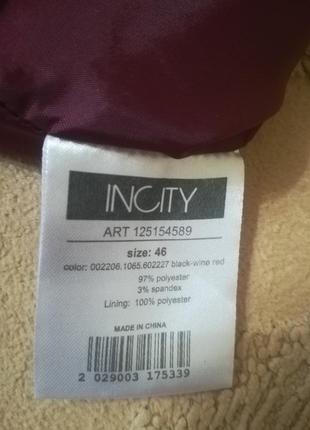 INCITY
ART 125154589
size: 46
color: 002206,1065,602227 black-wine red
97% polyester
3% spandex
Lining: 100% polyester
MADE IN CHINA
2 029003 175339